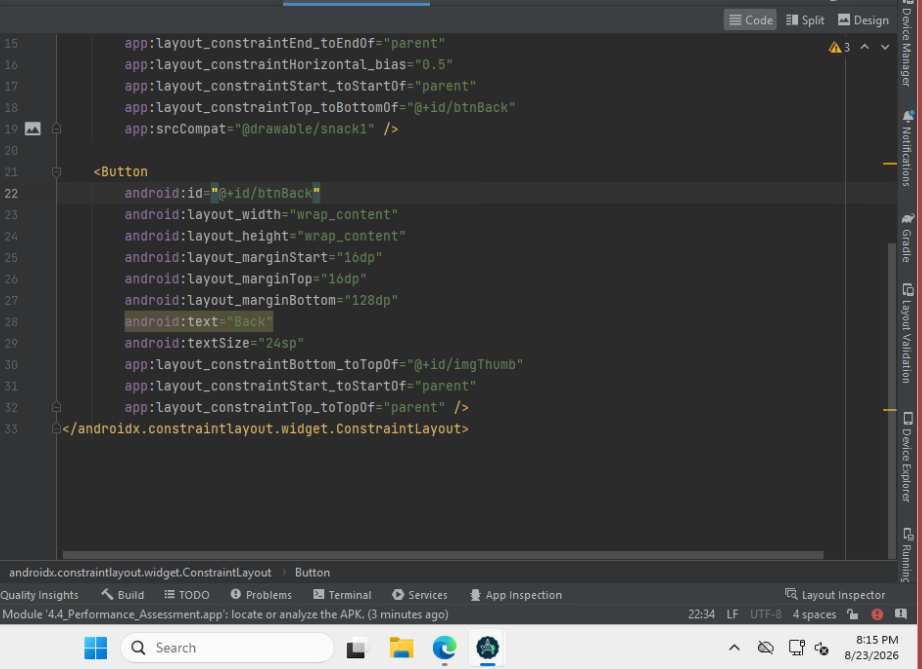 Code Split Design
15 app:layout_constraintEnd_toEndOf="parent"
3
16 app:layout_constraintHorizontal_bias="0.5"
17 app:layout_constraintStart_toStartOf="parent"
18 app:layout_constraintTop_toBottomOf="@+id/btnBack"
19 app:srcCompat="@drawable/snack1" />
20
21 <Button
22 android:id="@+id/btnBack"
23 android:layout_width="wrap_content"
24 android:layout_height="wrap_content"
25 android:layout_marginStart="16dp"
26 android:layout_marginTop="16dp"
27 android:layout_marginBottom="128dp"
28 android:text="Back"
29 android:textSize="24sp"
30 app:layout_constraintBottom_toTopOf="@+id/imgThumb"
31 app:layout_constraintStart_toStartOf="parent"
32 app:layout_constraintTop_toTopOf="parent" />
33 </androidx.constraintlayout.widget.ConstraintLayout>
Device Manager
Notifications
Gradle
Layout Validation
Device Explorer
Running
androidx.constraintlayout.widget.ConstraintLayout › Button
Quality Insights Build TODO Problems Terminal Services App Inspection Layout Inspector
Module '4.4_Performance_Assessment.app': locate or analyze the APK. (3 minutes ago) 22:34 LF UTF-8 4 spaces
Search
8:15 PM
8/23/2026